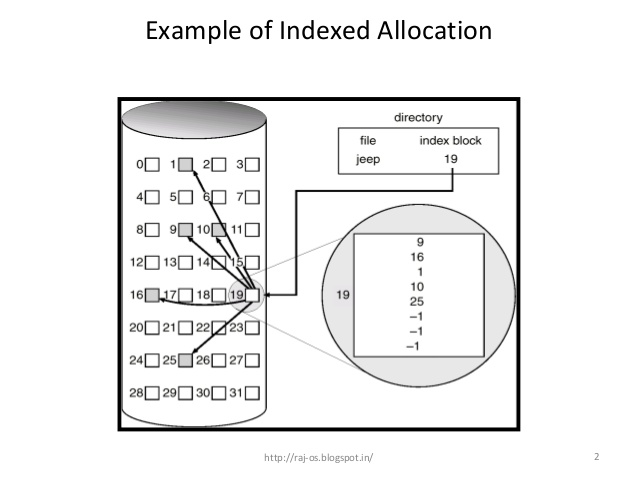 Example of Indexed Allocation
directory
file index block
jeep 19
0 1 2 3
4 5 6 7
8 9 10 11
12 13 14 15
16 17 18 19
20 21 22 23
24 25 26 27
28 29 30 31
19
9
16
1
10
25
–1
–1
–1
http://raj-os.blogspot.in/
2